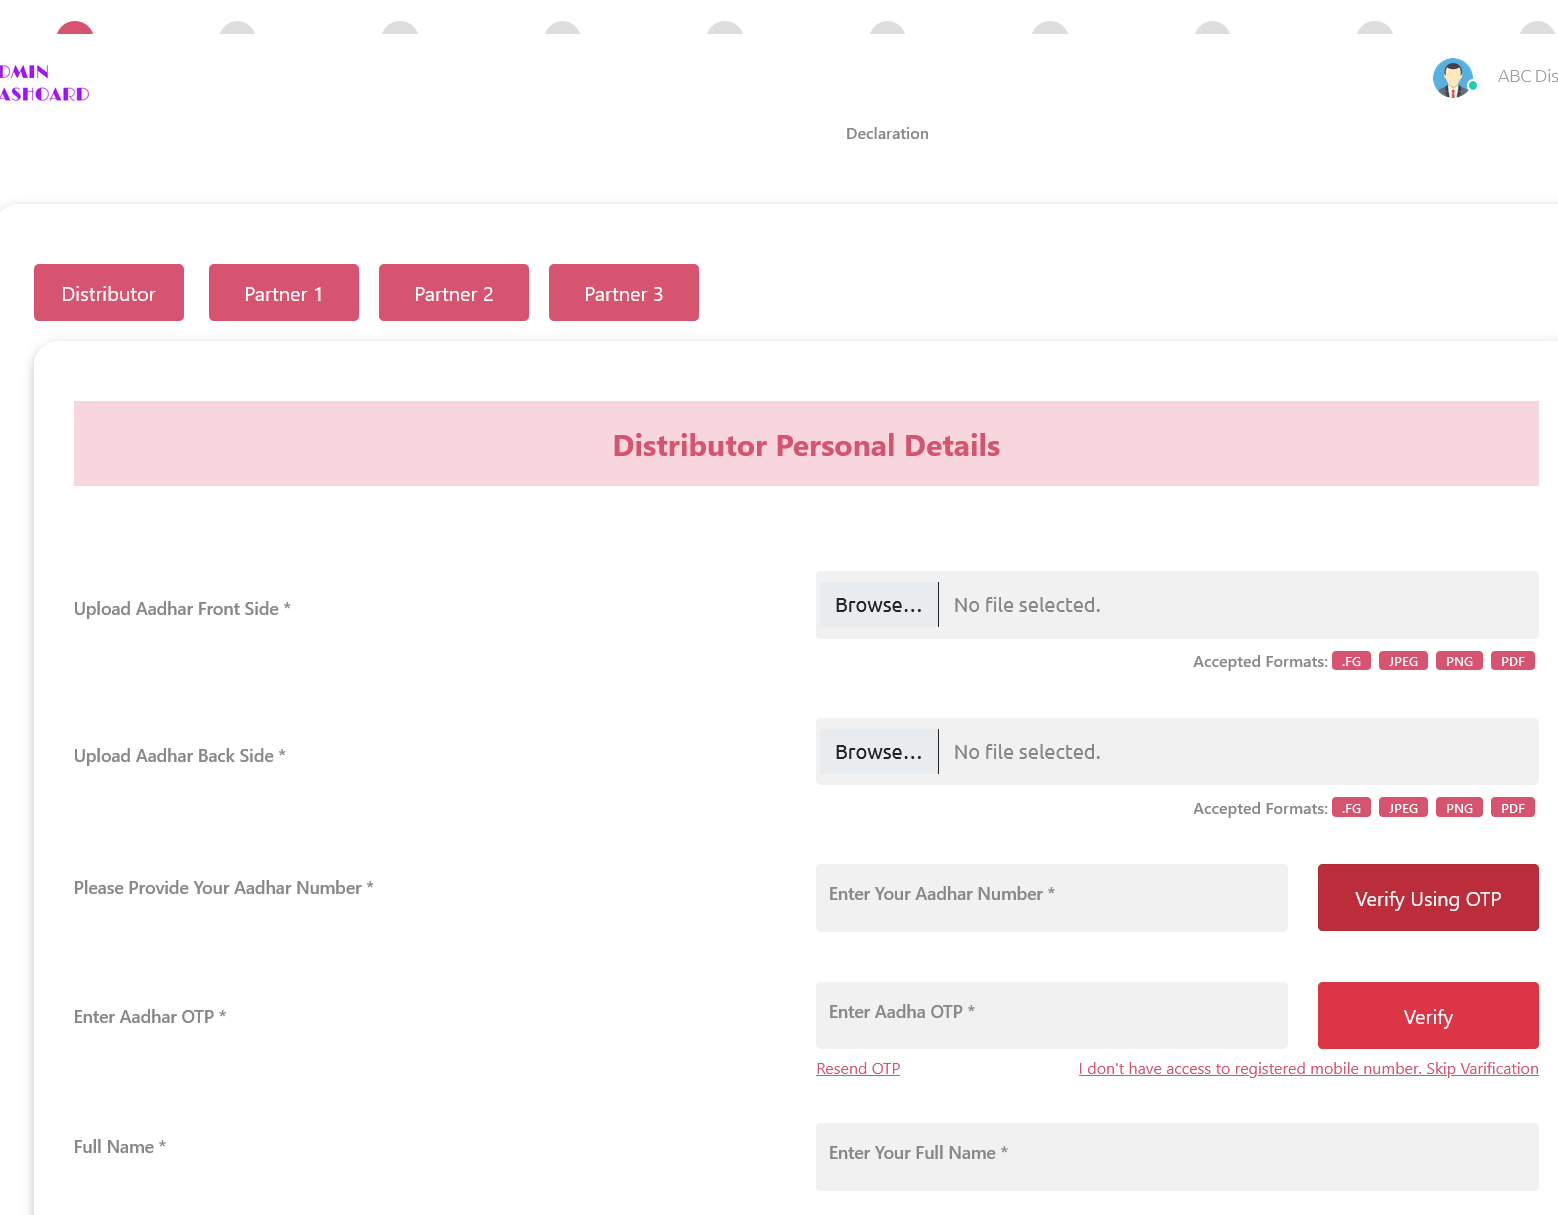 DMIN
ASHOARD
ABC Dis
Declaration
Distributor Partner 1 Partner 2 Partner 3
Distributor Personal Details
Upload Aadhar Front Side * Browse... No file selected.
Accepted Formats: .FG JPEG PNG PDF
Upload Aadhar Back Side * Browse... No file selected.
Accepted Formats: .FG JPEG PNG PDF
Please Provide Your Aadhar Number * Enter Your Aadhar Number * Verify Using OTP
Enter Aadhar OTP * Enter Aadha OTP * Verify
Resend OTP I don't have access to registered mobile number. Skip Varification
Full Name * Enter Your Full Name *